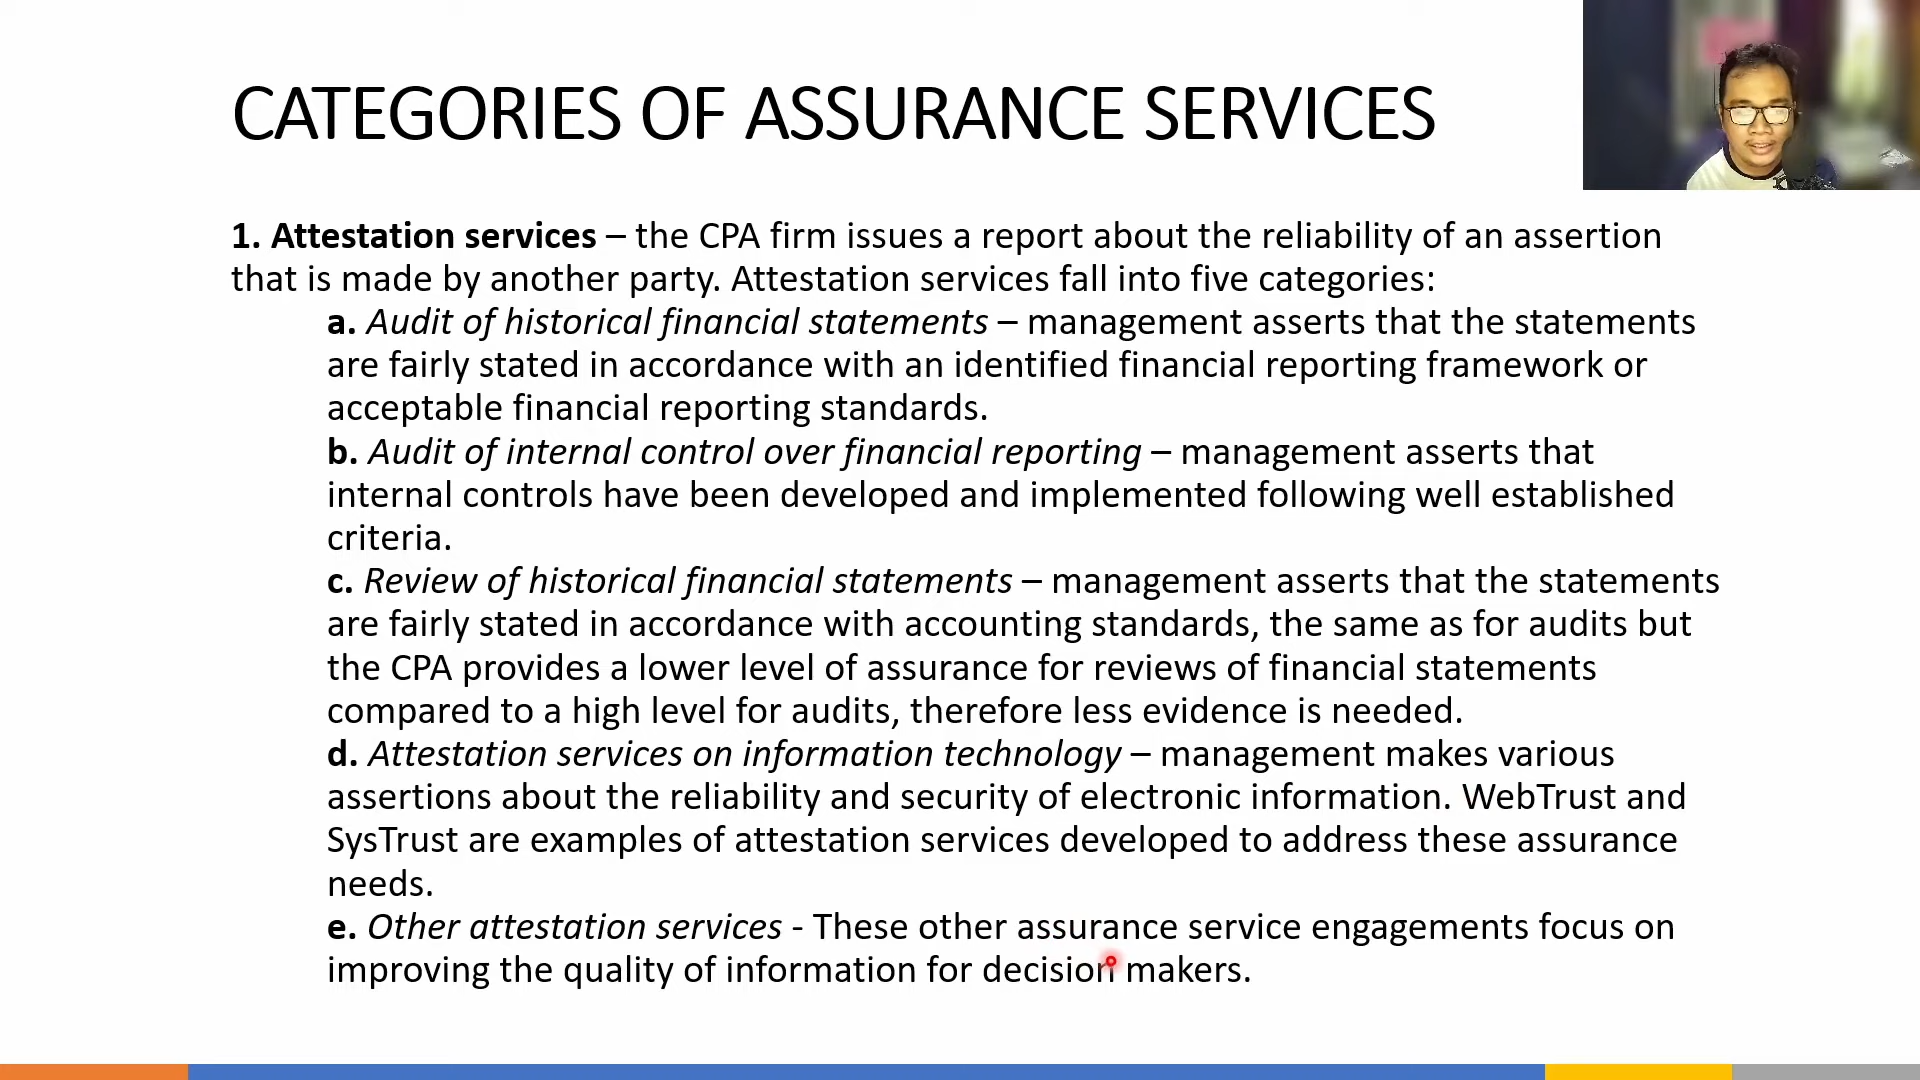 CATEGORIES OF ASSURANCE SERVICES
1. Attestation services – the CPA firm issues a report about the reliability of an assertion
that is made by another party. Attestation services fall into five categories:
a. Audit of historical financial statements – management asserts that the statements
are fairly stated in accordance with an identified financial reporting framework or
acceptable financial reporting standards.
b. Audit of internal control over financial reporting – management asserts that
internal controls have been developed and implemented following well established
criteria.
c. Review of historical financial statements – management asserts that the statements
are fairly stated in accordance with accounting standards, the same as for audits but
the CPA provides a lower level of assurance for reviews of financial statements
compared to a high level for audits, therefore less evidence is needed.
d. Attestation services on information technology – management makes various
assertions about the reliability and security of electronic information. WebTrust and
SysTrust are examples of attestation services developed to address these assurance
needs.
e. Other attestation services - These other assurance service engagements focus on
improving the quality of information for decision makers.